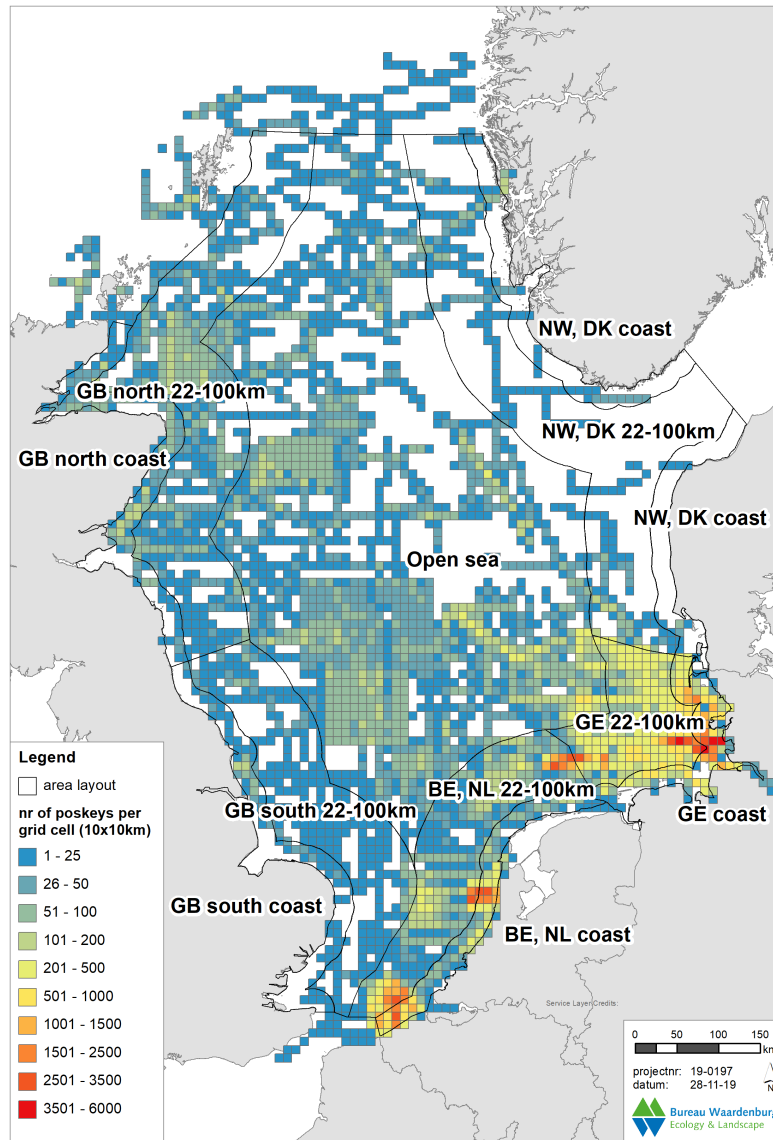 NW, DK coast
GB north 22-100km
NW, DK 22-100km
GB north coast
NW, DK coast
Open sea
GE 22-100km
BE, NL 22-100km
GE coast
GB south 22-100km
GB south coast
BE, NL coast
Legend
area layout
nr of poskeys per
grid cell (10x10km)
1 - 25
26 - 50
51 - 100
101 - 200
201 - 500
501 - 1000
1001 - 1500
1501 - 2500
2501 - 3500
3501 - 6000
Service Layer Credits:
0 50 100 150
km
projectnr: 19-0197
datum: 28-11-19
N
Bureau Waardenburg
Ecology & Landscape